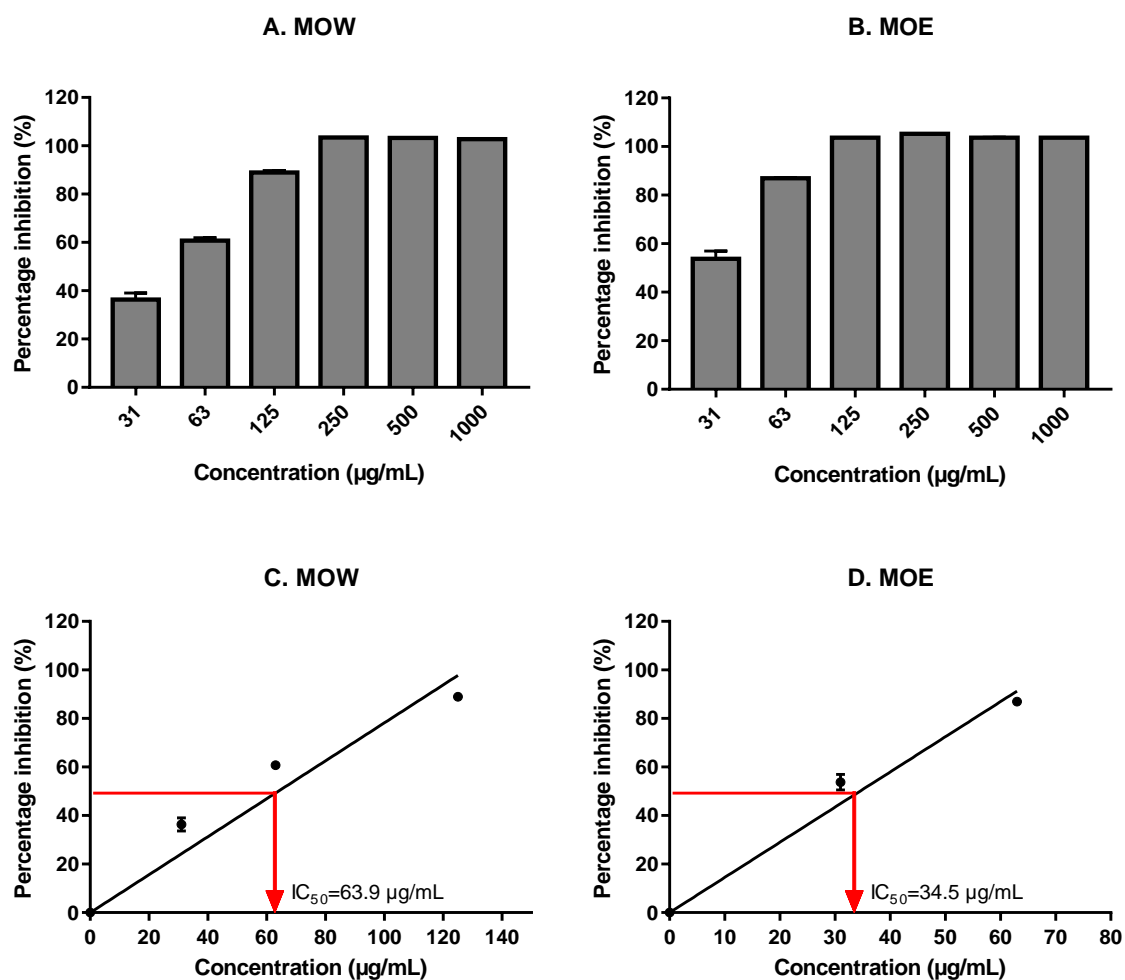 A. MOW
Percentage inhibition (%)
120
100
80
60
40
20
0
31
63
125
250
500
1000
Concentration (µg/mL)
B. MOE
Percentage inhibition (%)
120
100
80
60
40
20
0
31
63
125
250
500
1000
Concentration (µg/mL)
C. MOW
Percentage inhibition (%)
120
100
80
60
40
20
0
IC50=63.9 µg/mL
0 20 40 60 80 100 120 140
Concentration (µg/mL)
D. MOE
Percentage inhibition (%)
120
100
80
60
40
20
0
IC50=34.5 µg/mL
0 10 20 30 40 50 60 70 80
Concentration (µg/mL)